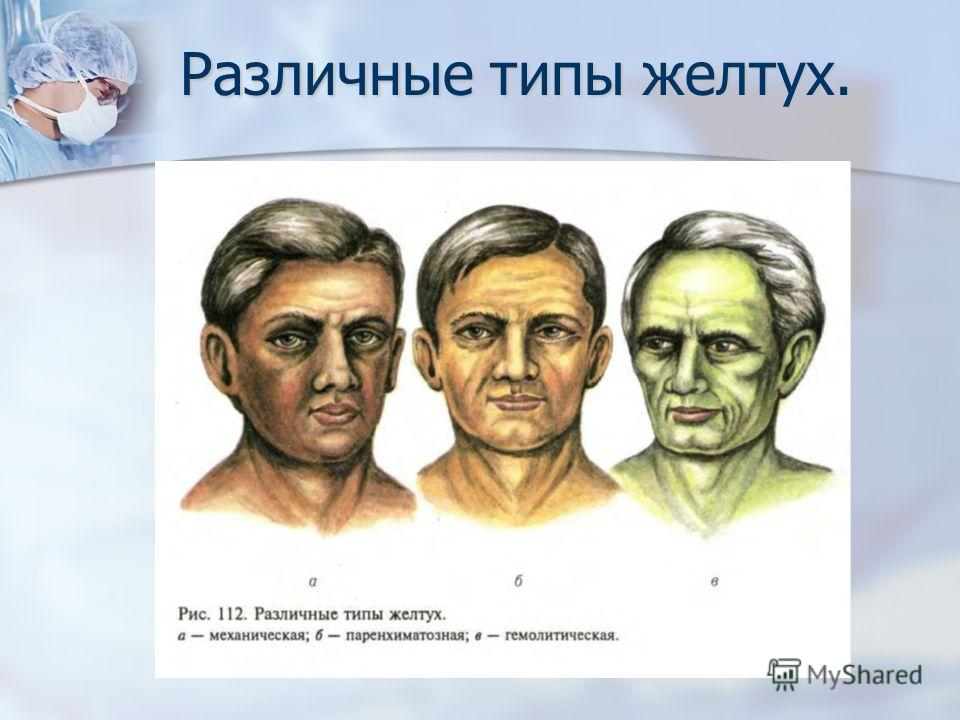 Различные типы желтух.
а
б
в
Рис. 112. Различные типы желтух.
а — механическая; б — паренхиматозная; в — гемолитическая.
MyShared